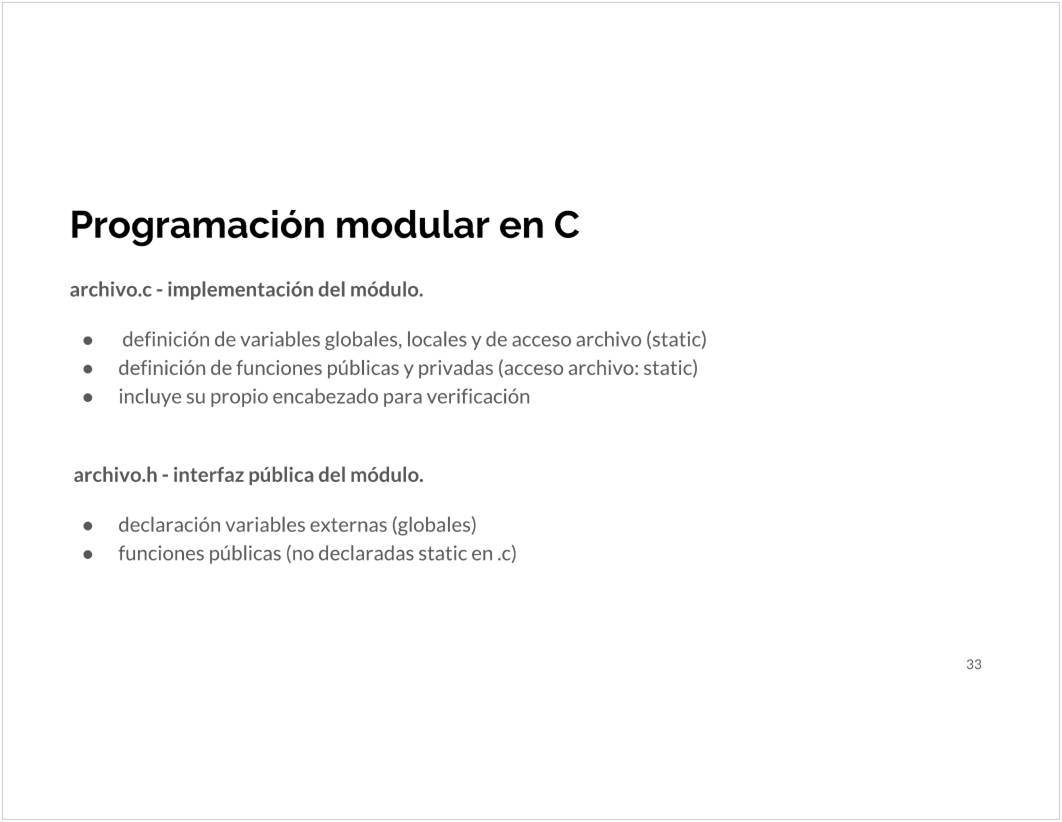 Programación modular en C
archivo.c - implementación del módulo.
● definición de variables globales, locales y de acceso archivo (static)
● definición de funciones públicas y privadas (acceso archivo: static)
● incluye su propio encabezado para verificación
archivo.h - interfaz pública del módulo.
● declaración variables externas (globales)
● funciones públicas (no declaradas static en .c)
33